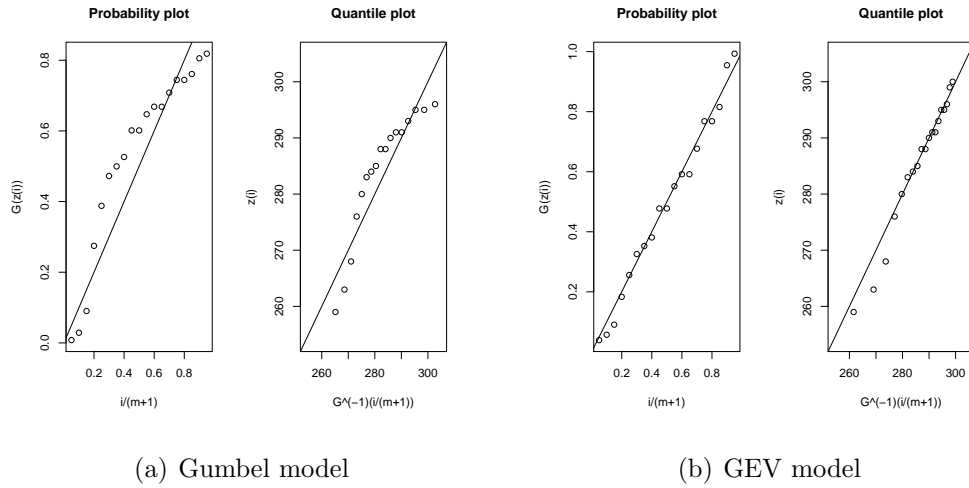 Probability plot
G(z(i))
0.0
0.2
0.4
0.6
0.8
0.2 0.4 0.6 0.8
i/(m+1)
Quantile plot
z(i)
260
270
280
290
300
260 280 300
G^(-1)(i/(m+1))
(a) Gumbel model
Probability plot
G(z(i))
0.2
0.4
0.6
0.8
1.0
0.2 0.4 0.6 0.8
i/(m+1)
Quantile plot
z(i)
260
270
280
290
300
260 280 300
G^(-1)(i/(m+1))
(b) GEV model